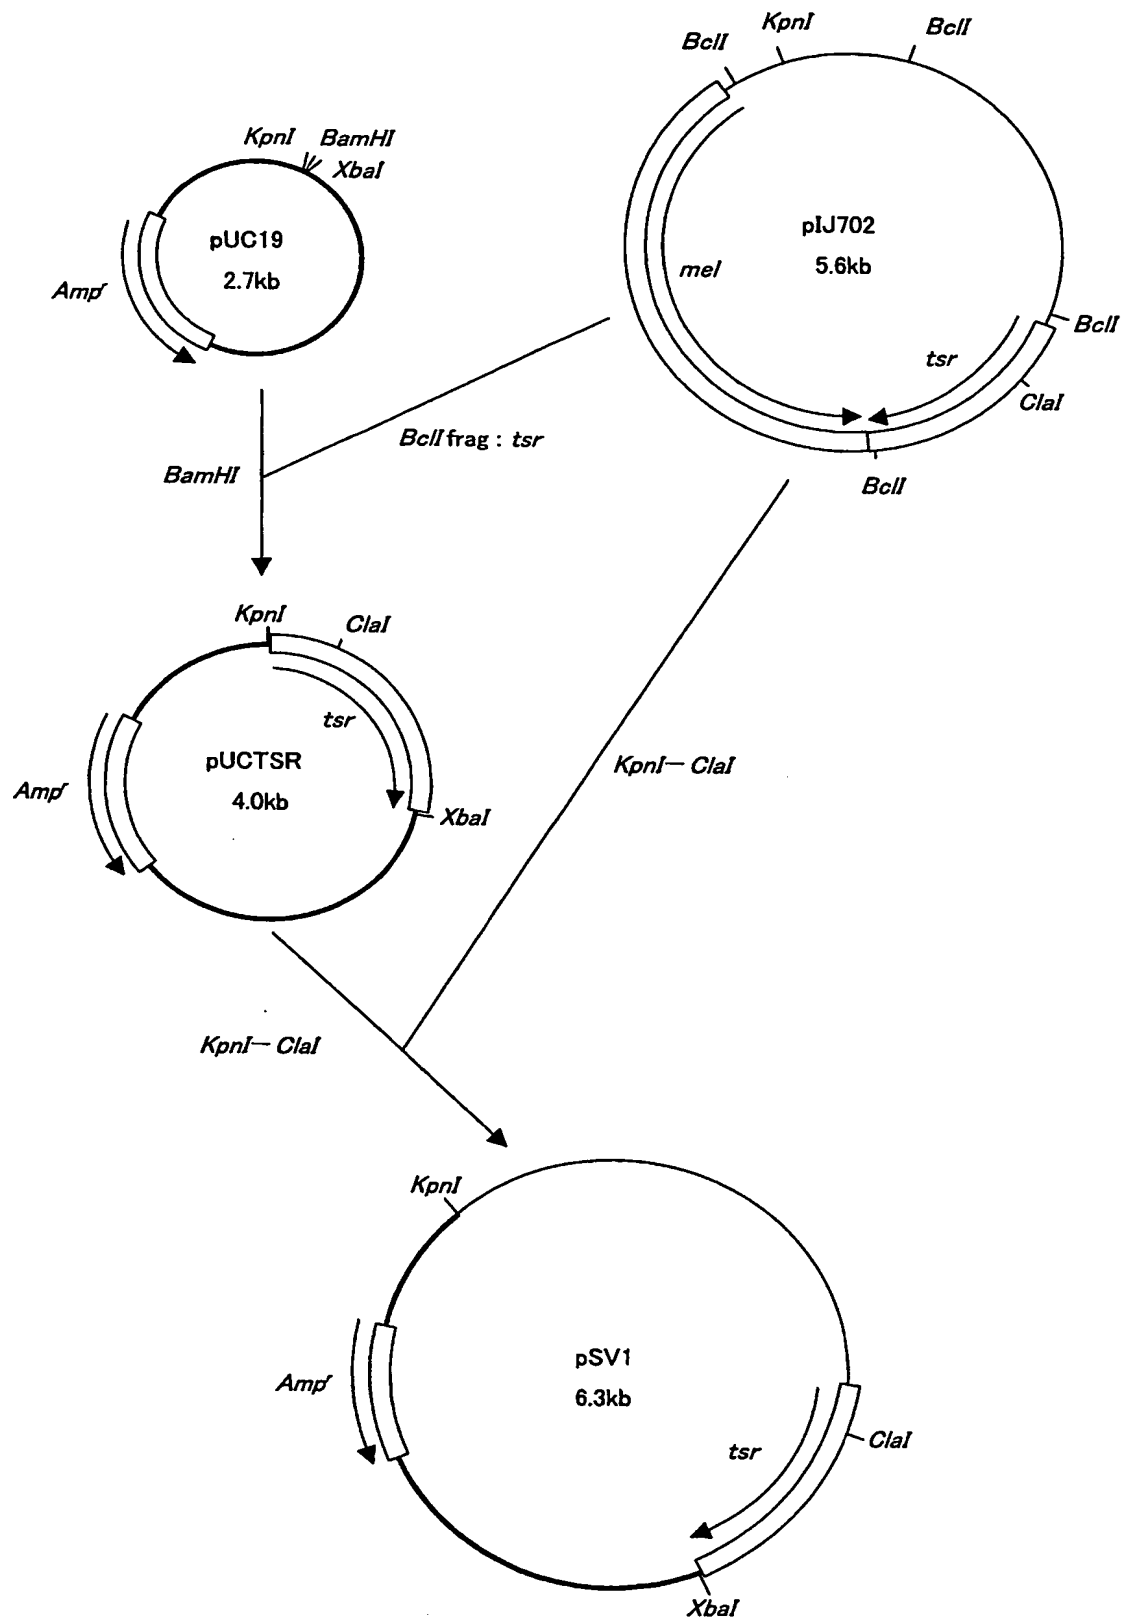 KpnI
BclI
BclI
KpnI
BamHI
XbaI
pUC19
2.7kb
Ampʳ
pIJ702
5.6kb
mel
tsr
BclI
ClaI
BclI
BclI frag : tsr
BamHI
KpnI
ClaI
tsr
pUCTSR
4.0kb
Ampʳ
XbaI
KpnI－ClaI
KpnI－ClaI
KpnI
pSV1
6.3kb
Ampʳ
tsr
ClaI
XbaI